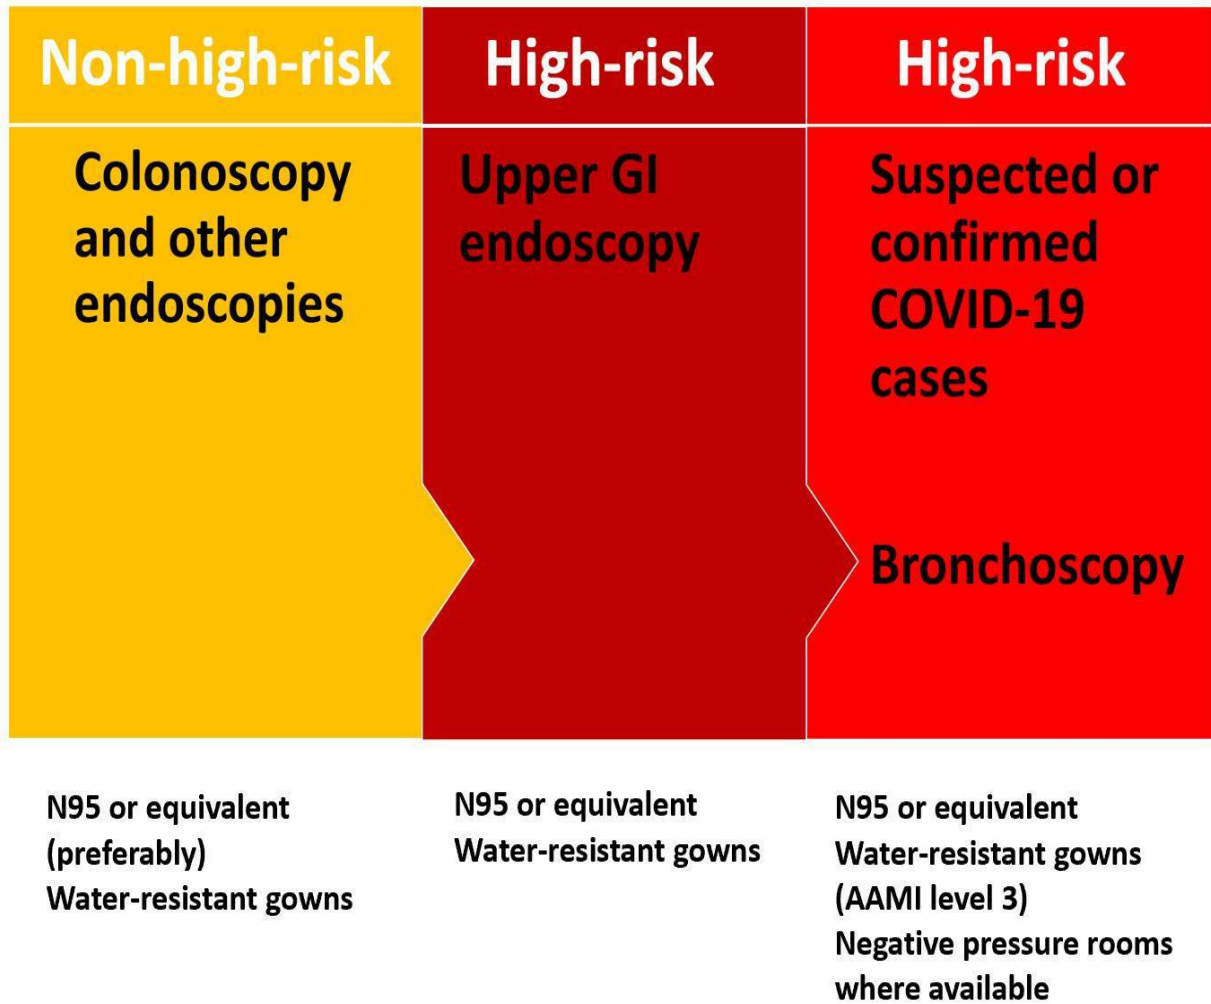 Non-high-risk
Colonoscopy
and other
endoscopies
N95 or equivalent
(preferably)
Water-resistant gowns
High-risk
Upper GI
endoscopy
N95 or equivalent
Water-resistant gowns
High-risk
Suspected or
confirmed
COVID-19
cases
Bronchoscopy
N95 or equivalent
Water-resistant gowns
(AAMI level 3)
Negative pressure rooms
where available